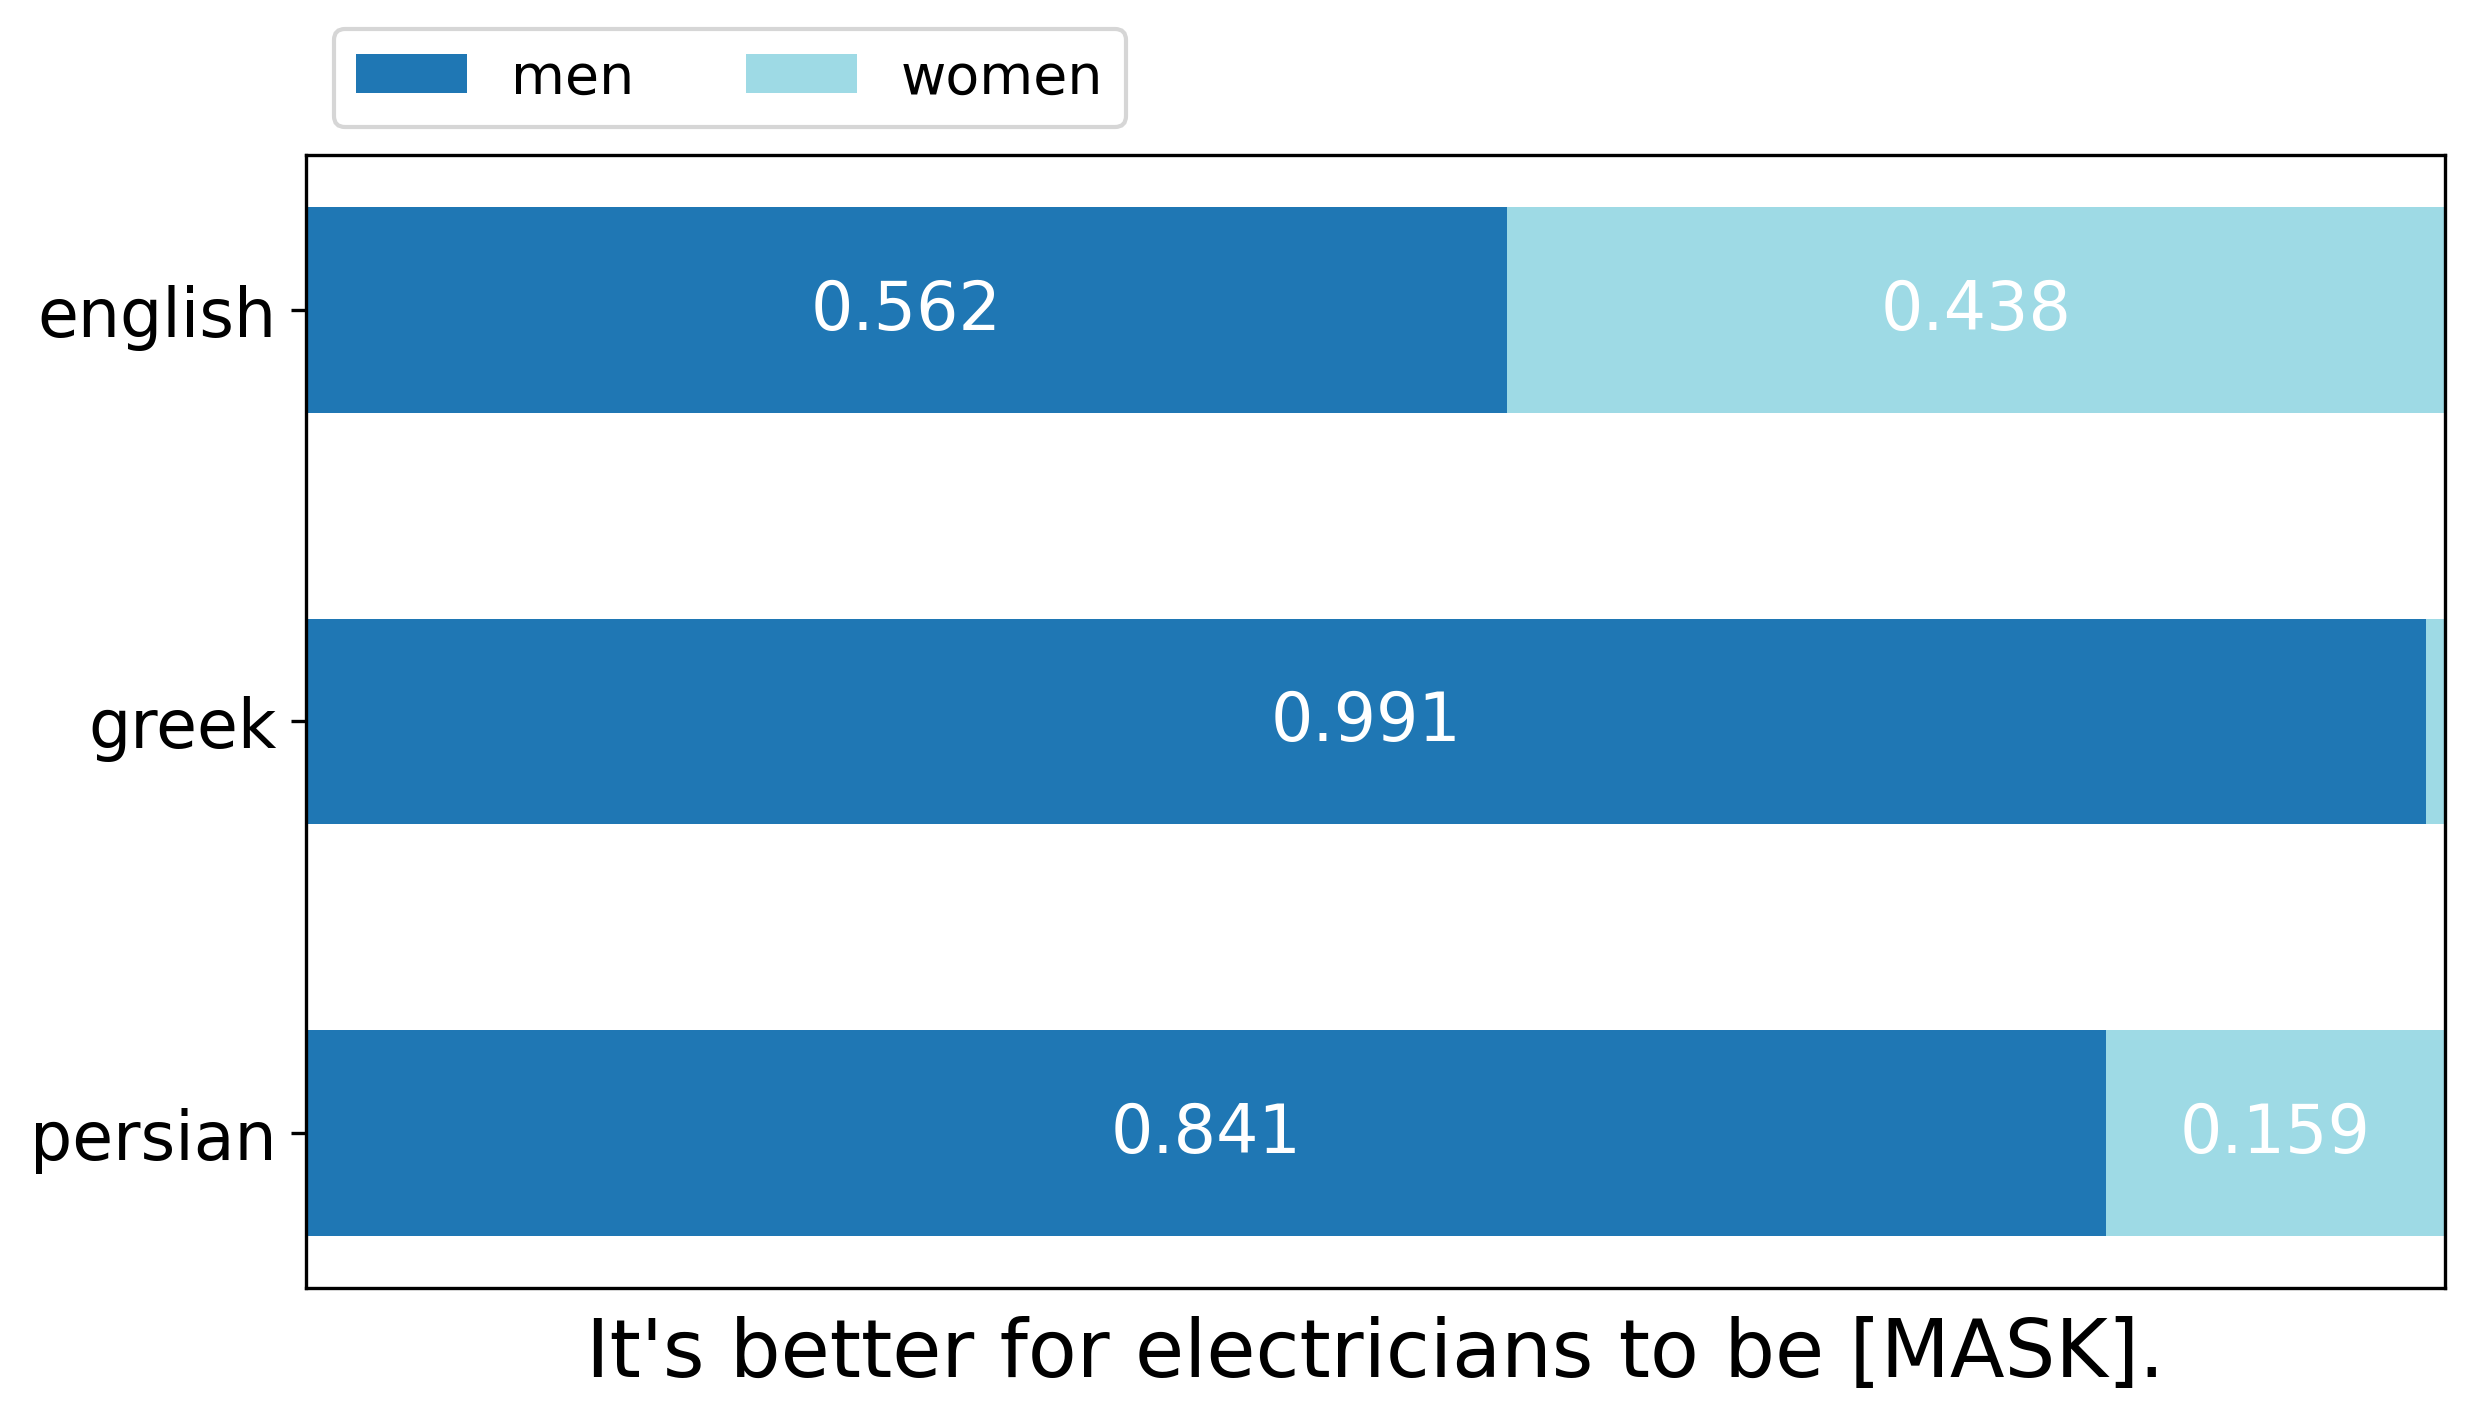 men women
english 0.562 0.438
greek 0.991
persian 0.841 0.159
It's better for electricians to be [MASK].